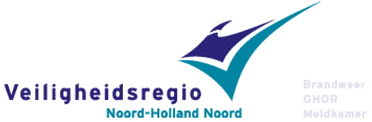 Veiligheidsregio
Noord-Holland Noord
Brandweer
GHOR
Meldkamer